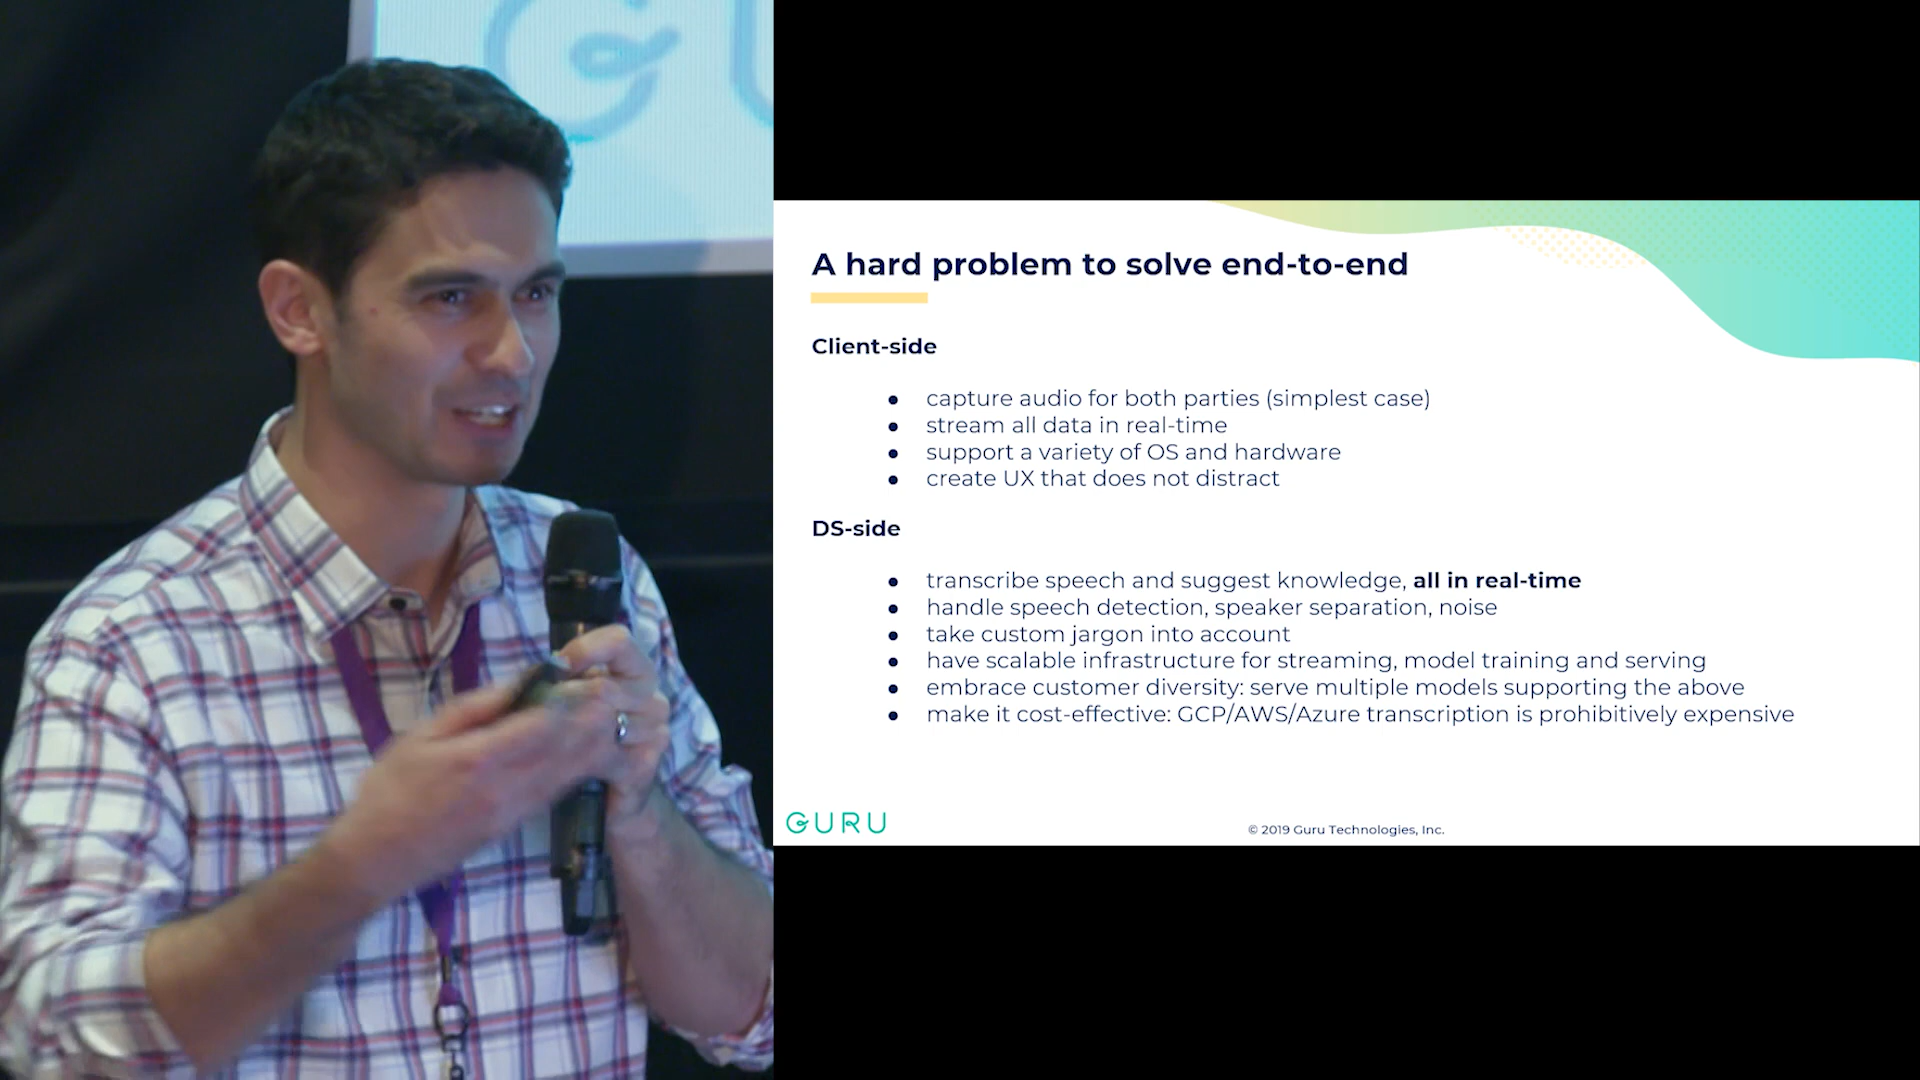 A hard problem to solve end-to-end
Client-side
● capture audio for both parties (simplest case)
● stream all data in real-time
● support a variety of OS and hardware
● create UX that does not distract
DS-side
● transcribe speech and suggest knowledge, all in real-time
● handle speech detection, speaker separation, noise
● take custom jargon into account
● have scalable infrastructure for streaming, model training and serving
● embrace customer diversity: serve multiple models supporting the above
● make it cost-effective: GCP/AWS/Azure transcription is prohibitively expensive
GURU
© 2019 Guru Technologies, Inc.